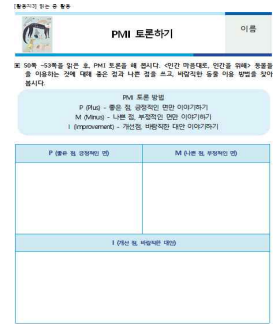 [활동지3] 읽는 중 활동
PMI 토론하기
이름
※ 50쪽 ~53쪽을 읽은 후, PMI 토론을 해 봅시다. <인간 마음대로, 인간을 위해> 동물들
을 이용하는 것에 대해 좋은 점과 나쁜 점을 쓰고, 바람직한 동물 이용 방법을 찾아
봅시다.
PMI 토론 방법
P (Plus) - 좋은 점, 긍정적인 면만 이야기하기
M (Minus) - 나쁜 점, 부정적인 면만 이야기하기
I (Improvement) - 개선점, 바람직한 대안 이야기하기
P (좋은 점, 긍정적인 면)
M (나쁜 점, 부정적인 면)
I (개선 점, 바람직한 대안)